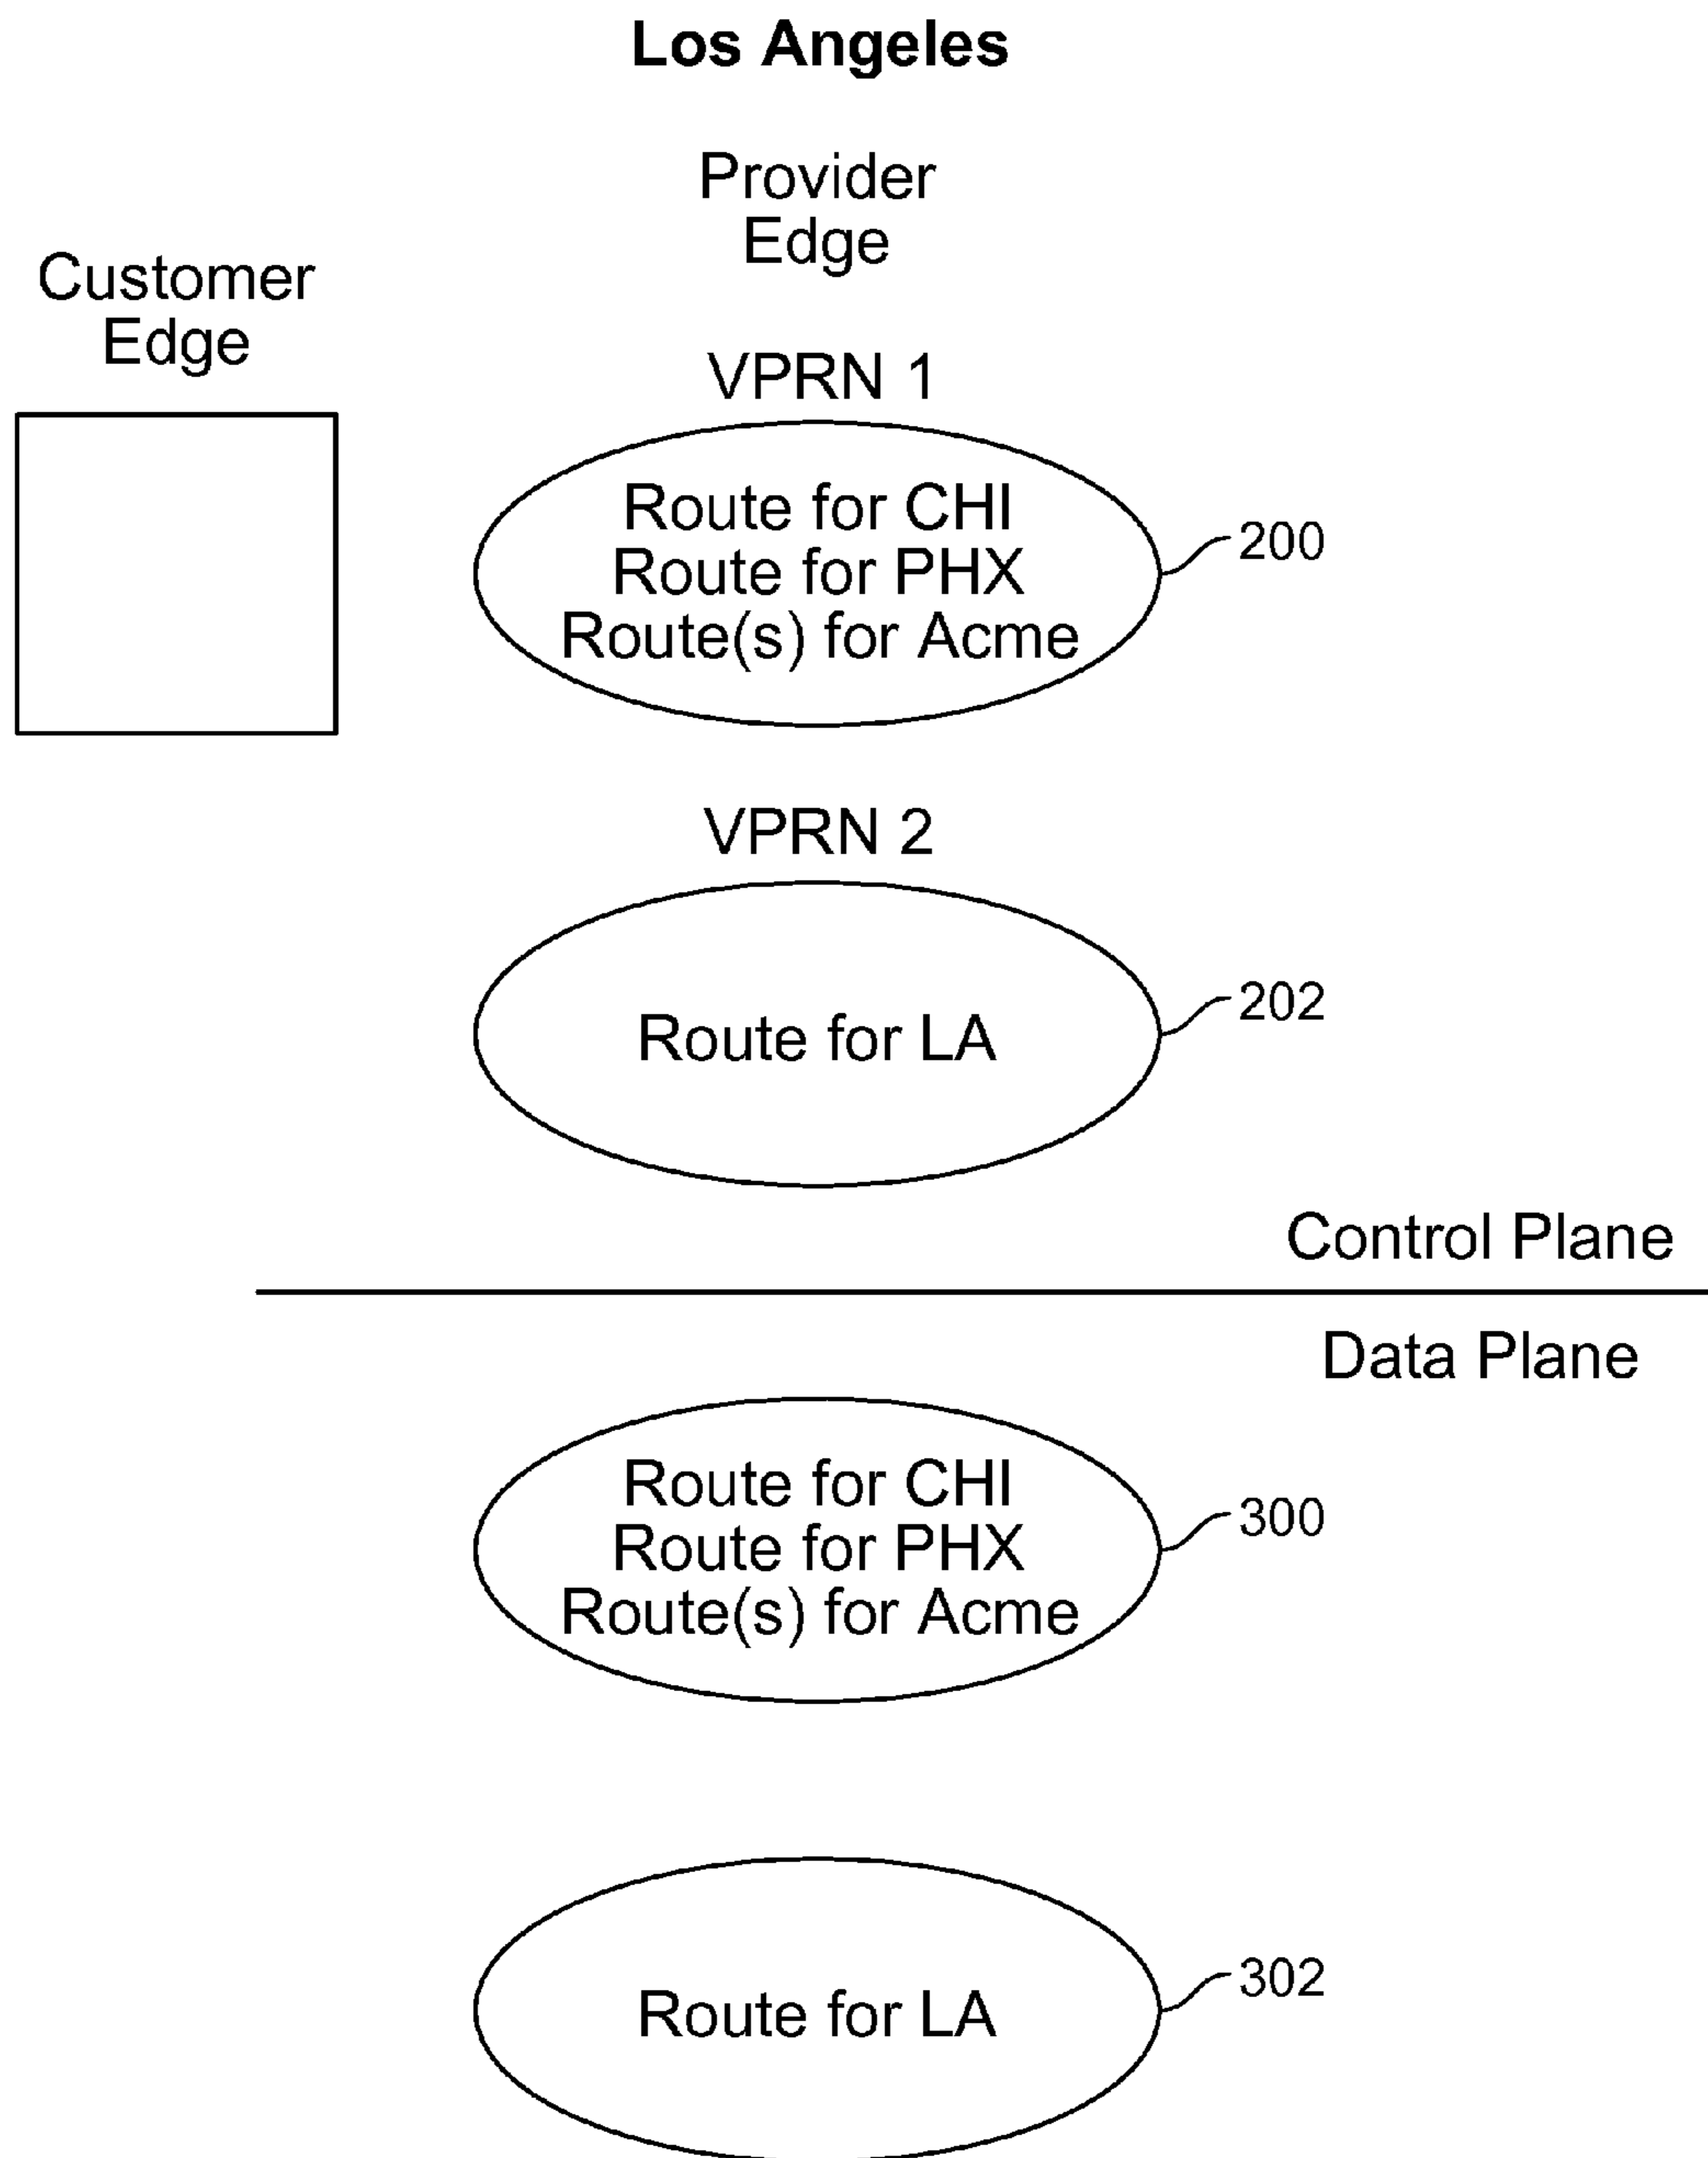 Los Angeles
Provider
Edge
Customer
Edge
VPRN 1
Route for CHI
Route for PHX
Route(s) for Acme
200
VPRN 2
Route for LA
202
Control Plane
Data Plane
Route for CHI
Route for PHX
Route(s) for Acme
300
Route for LA
302